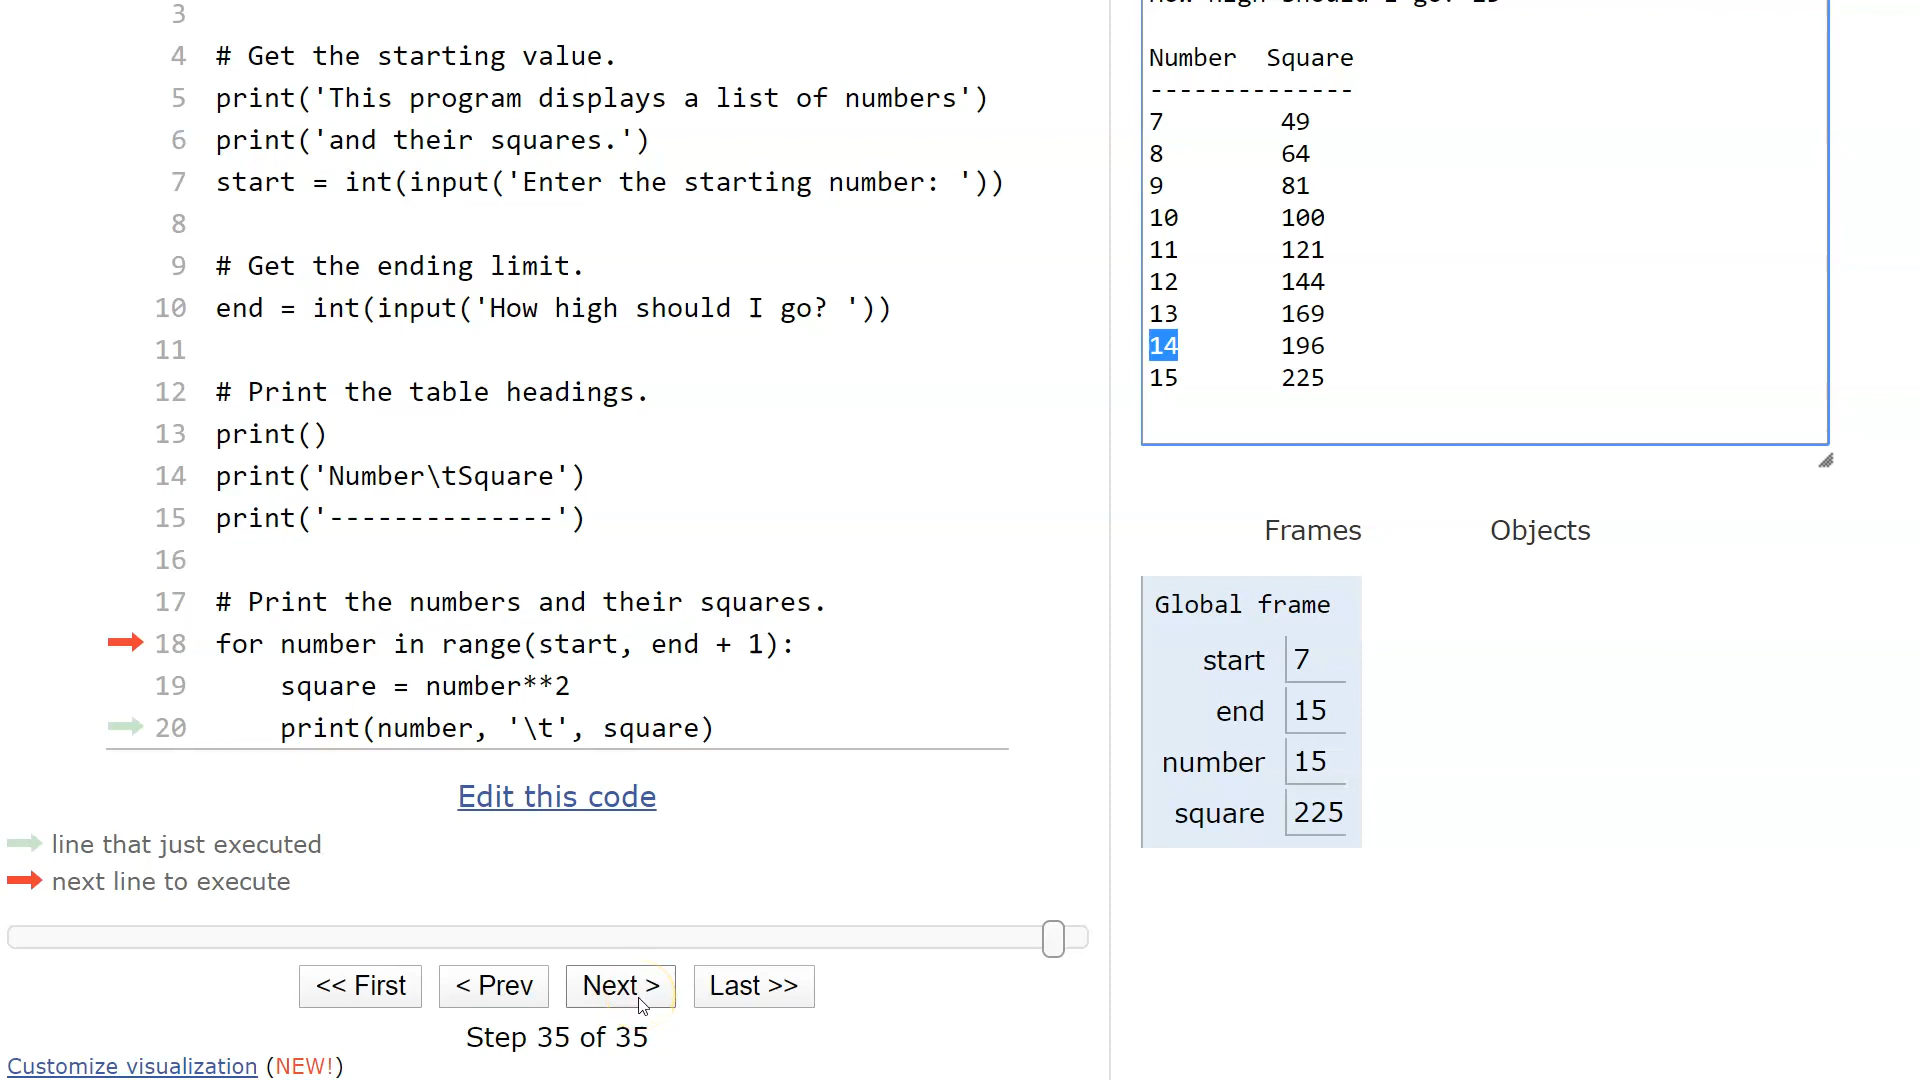 3
4 # Get the starting value.
5 print('This program displays a list of numbers')
6 print('and their squares.')
7 start = int(input('Enter the starting number: '))
8
9 # Get the ending limit.
10 end = int(input('How high should I go? '))
11
12 # Print the table headings.
13 print()
14 print('Number\tSquare')
15 print('--------------')
16
17 # Print the numbers and their squares.
18 for number in range(start, end + 1):
19 square = number**2
20 print(number, '\t', square)
Edit this code
line that just executed
next line to execute
<< First < Prev Next > Last >>
Step 35 of 35
Customize visualization (NEW!)
How high should I go? 15
Number Square
--------------
7 49
8 64
9 81
10 100
11 121
12 144
13 169
14 196
15 225
Frames Objects
Global frame
start 7
end 15
number 15
square 225